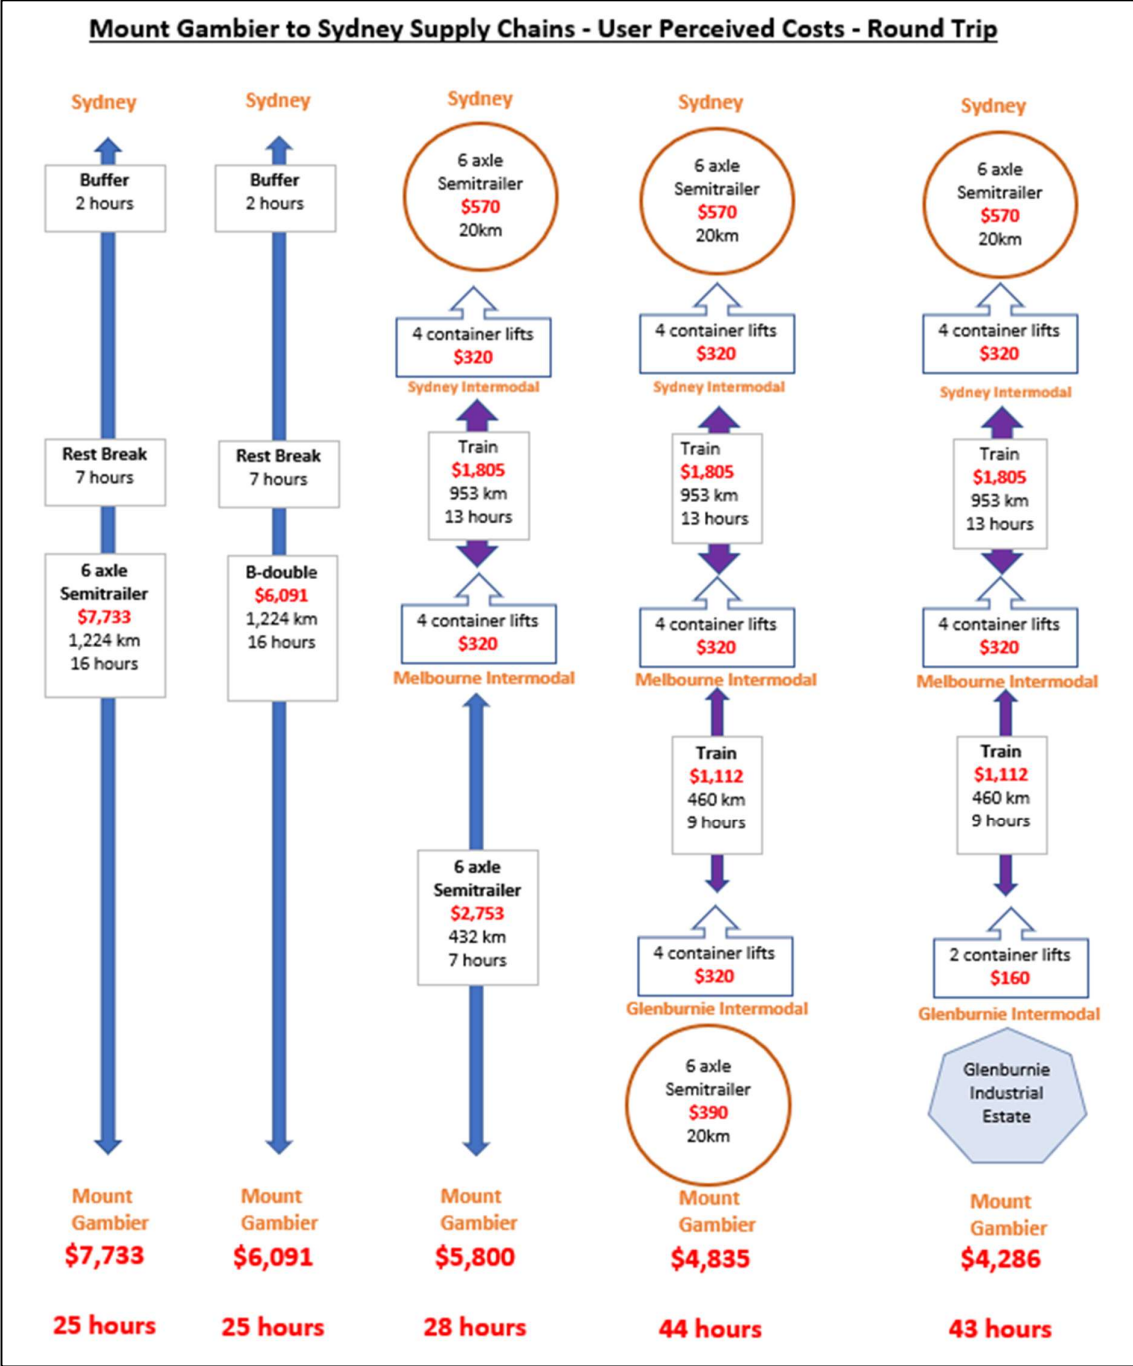 Mount Gambier to Sydney Supply Chains - User Perceived Costs - Round Trip
Sydney
Buffer
2 hours
Rest Break
7 hours
6 axle
Semitrailer
$7,733
1,224 km
16 hours
Mount
Gambier
$7,733
25 hours
Sydney
Buffer
2 hours
Rest Break
7 hours
B-double
$6,091
1,224 km
16 hours
Mount
Gambier
$6,091
25 hours
Sydney
6 axle
Semitrailer
$570
20km
4 container lifts
$320
Sydney Intermodal
Train
$1,805
953 km
13 hours
4 container lifts
$320
Melbourne Intermodal
6 axle
Semitrailer
$2,753
432 km
7 hours
Mount
Gambier
$5,800
28 hours
Sydney
6 axle
Semitrailer
$570
20km
4 container lifts
$320
Sydney Intermodal
Train
$1,805
953 km
13 hours
4 container lifts
$320
Melbourne Intermodal
Train
$1,112
460 km
9 hours
4 container lifts
$320
Glenburnie Intermodal
6 axle
Semitrailer
$390
20km
Mount
Gambier
$4,835
44 hours
Sydney
6 axle
Semitrailer
$570
20km
4 container lifts
$320
Sydney Intermodal
Train
$1,805
953 km
13 hours
4 container lifts
$320
Melbourne Intermodal
Train
$1,112
460 km
9 hours
2 container lifts
$160
Glenburnie Intermodal
Glenburnie
Industrial
Estate
Mount
Gambier
$4,286
43 hours